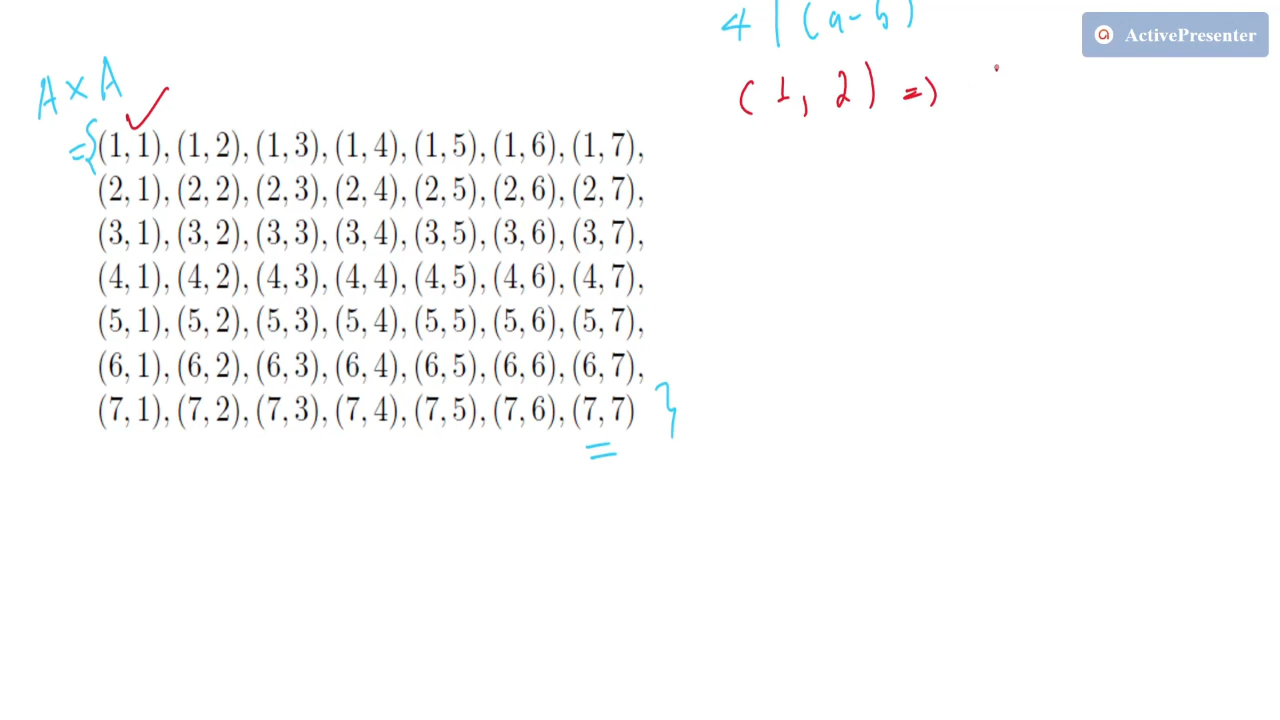 4 | (a-b)
ActivePresenter
(1, 2) =>
A × A
={(1, 1), (1, 2), (1, 3), (1, 4), (1, 5), (1, 6), (1, 7),
(2, 1), (2, 2), (2, 3), (2, 4), (2, 5), (2, 6), (2, 7),
(3, 1), (3, 2), (3, 3), (3, 4), (3, 5), (3, 6), (3, 7),
(4, 1), (4, 2), (4, 3), (4, 4), (4, 5), (4, 6), (4, 7),
(5, 1), (5, 2), (5, 3), (5, 4), (5, 5), (5, 6), (5, 7),
(6, 1), (6, 2), (6, 3), (6, 4), (6, 5), (6, 6), (6, 7),
(7, 1), (7, 2), (7, 3), (7, 4), (7, 5), (7, 6), (7, 7) }
=